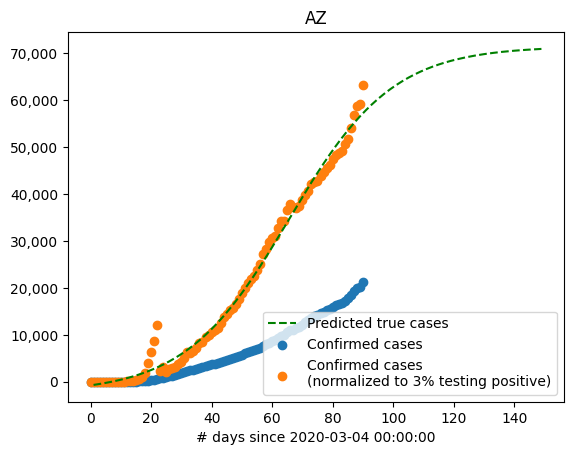 AZ
70,000
60,000
50,000
40,000
30,000
20,000
10,000
0
Predicted true cases
Confirmed cases
Confirmed cases
(normalized to 3% testing positive)
0 20 40 60 80 100 120 140
# days since 2020-03-04 00:00:00